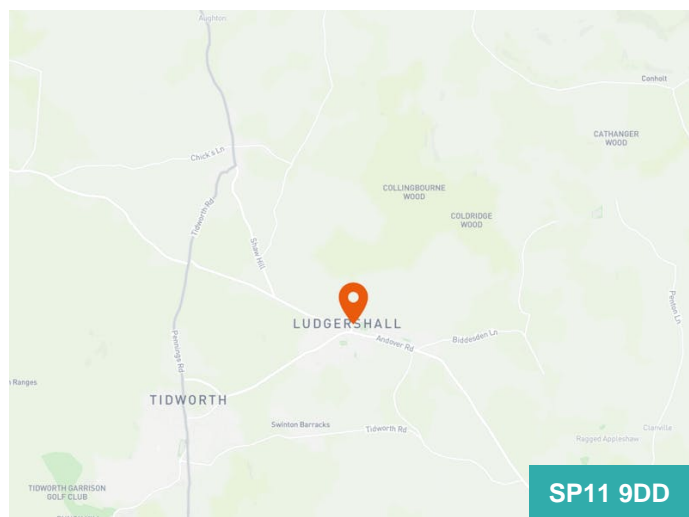 Aughton
Conholt
CATHANGER
WOOD
Chick's Ln
COLLINGBOURNE
WOOD
COLDRIDGE
WOOD
Tidworth Rd
Shaw Hill
Penton Ln
LUDGERSHALL
Andover Rd
Biddesden Ln
Pennings Rd
n Ranges
TIDWORTH
Swinton Barracks
Tidworth Rd
Clanville
Ragged Appleshaw
TIDWORTH GARRISON
GOLF CLUB
SP11 9DD